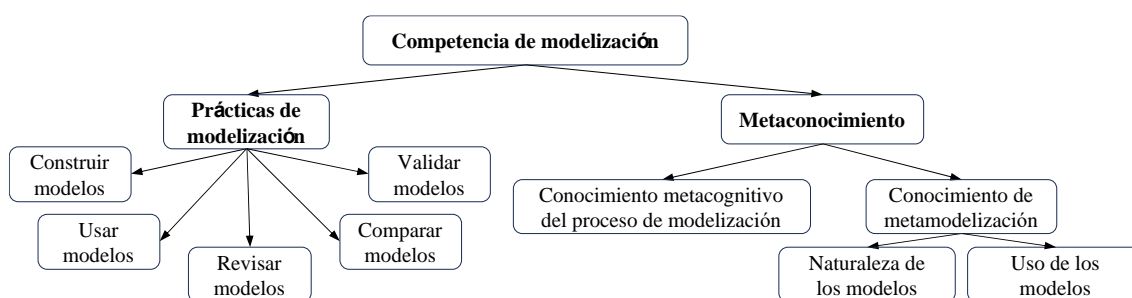 Competencia de modelización
Prácticas de
modelización
Metaconocimiento
Construir
modelos
Validar
modelos
Conocimiento metacognitivo
del proceso de modelización
Conocimiento de
metamodelización
Usar
modelos
Comparar
modelos
Revisar
modelos
Naturaleza de
los modelos
Uso de los
modelos